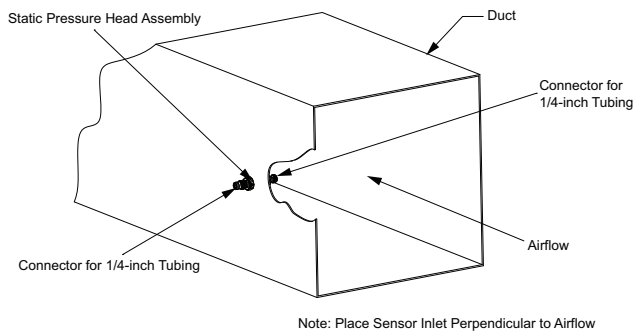 Static Pressure Head Assembly
Duct
Connector for
1/4-inch Tubing
Connector for 1/4-inch Tubing
Airflow
Note: Place Sensor Inlet Perpendicular to Airflow